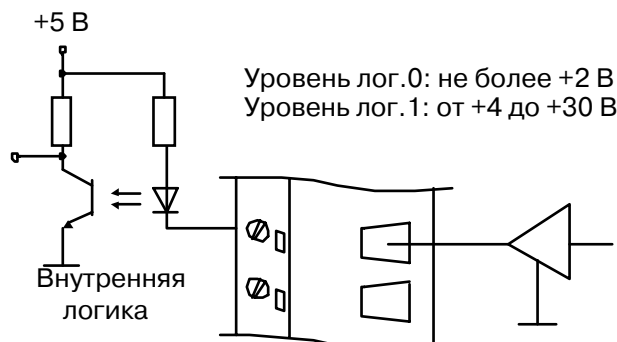 +5 В
Уровень лог.0: не более +2 В
Уровень лог.1: от +4 до +30 В
Внутренняя
логика